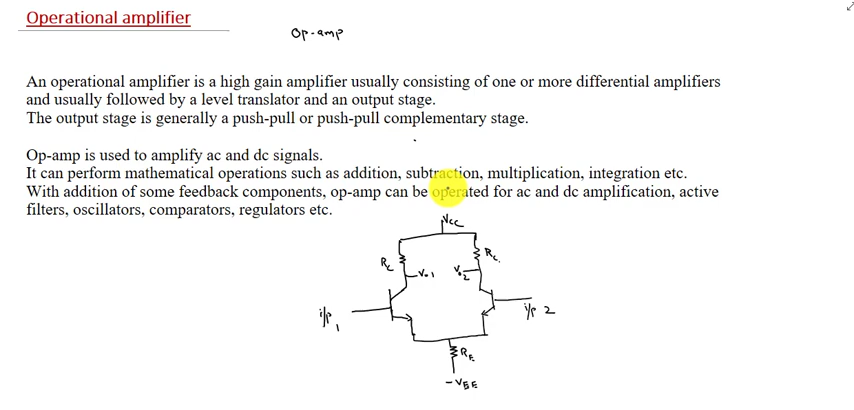 Operational amplifier
Op-amp
An operational amplifier is a high gain amplifier usually consisting of one or more differential amplifiers
and usually followed by a level translator and an output stage.
The output stage is generally a push-pull or push-pull complementary stage.
Op-amp is used to amplify ac and dc signals.
It can perform mathematical operations such as addition, subtraction, multiplication, integration etc.
With addition of some feedback components, op-amp can be operated for ac and dc amplification, active
filters, oscillators, comparators, regulators etc.
Vcc
Rc
Rc
Vo1
Vo2
i/p1
i/p 2
RE
-VEE